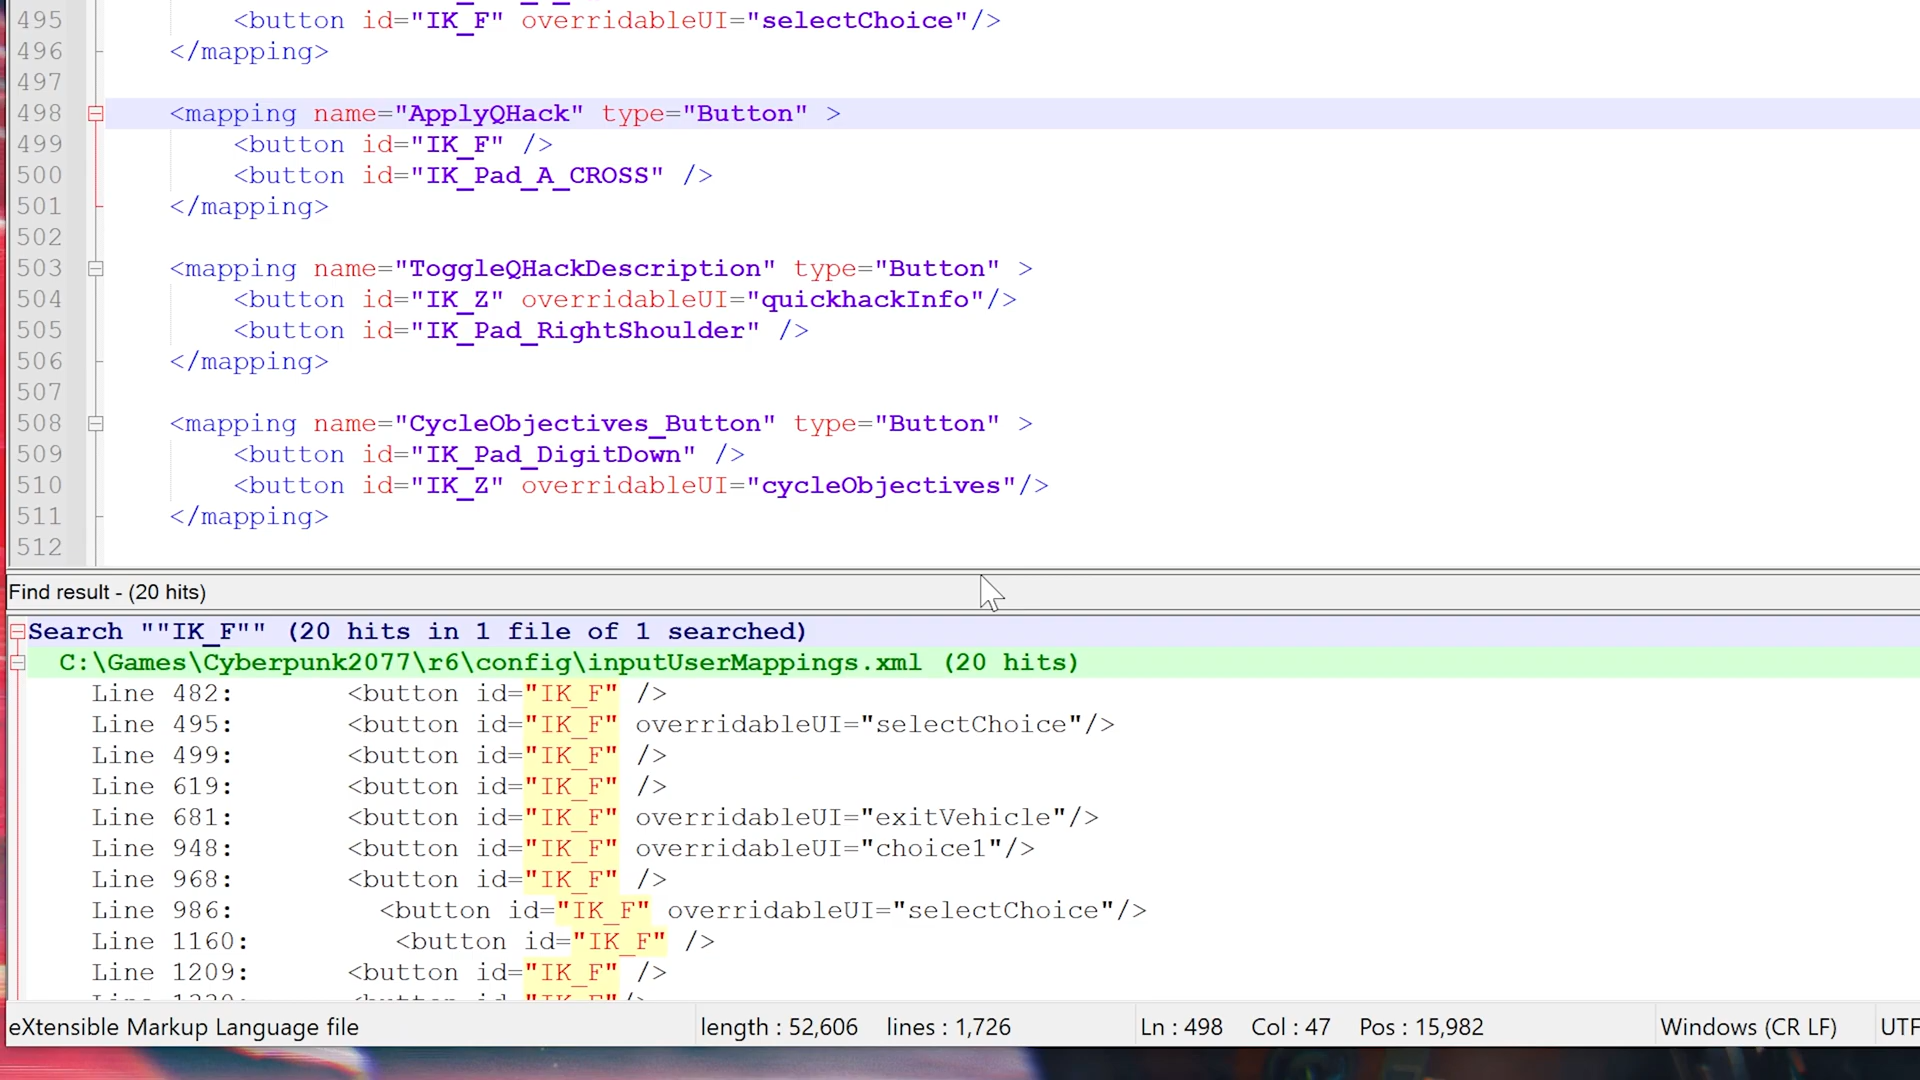 495 <button id="IK_F" overridableUI="selectChoice"/>
496 </mapping>
497
498 <mapping name="ApplyQHack" type="Button" >
499 <button id="IK_F" />
500 <button id="IK_Pad_A_CROSS" />
501 </mapping>
502
503 <mapping name="ToggleQHackDescription" type="Button" >
504 <button id="IK_Z" overridableUI="quickhackInfo"/>
505 <button id="IK_Pad_RightShoulder" />
506 </mapping>
507
508 <mapping name="CycleObjectives_Button" type="Button" >
509 <button id="IK_Pad_DigitDown" />
510 <button id="IK_Z" overridableUI="cycleObjectives"/>
511 </mapping>
512
Find result - (20 hits)
Search ""IK_F"" (20 hits in 1 file of 1 searched)
C:\Games\Cyberpunk2077\r6\config\inputUserMappings.xml (20 hits)
Line 482: <button id="IK_F" />
Line 495: <button id="IK_F" overridableUI="selectChoice"/>
Line 499: <button id="IK_F" />
Line 619: <button id="IK_F" />
Line 681: <button id="IK_F" overridableUI="exitVehicle"/>
Line 948: <button id="IK_F" overridableUI="choice1"/>
Line 968: <button id="IK_F" />
Line 986: <button id="IK_F" overridableUI="selectChoice"/>
Line 1160: <button id="IK_F" />
Line 1209: <button id="IK_F" />
eXtensible Markup Language file length : 52,606 lines : 1,726 Ln : 498 Col : 47 Pos : 15,982 Windows (CR LF) UTF